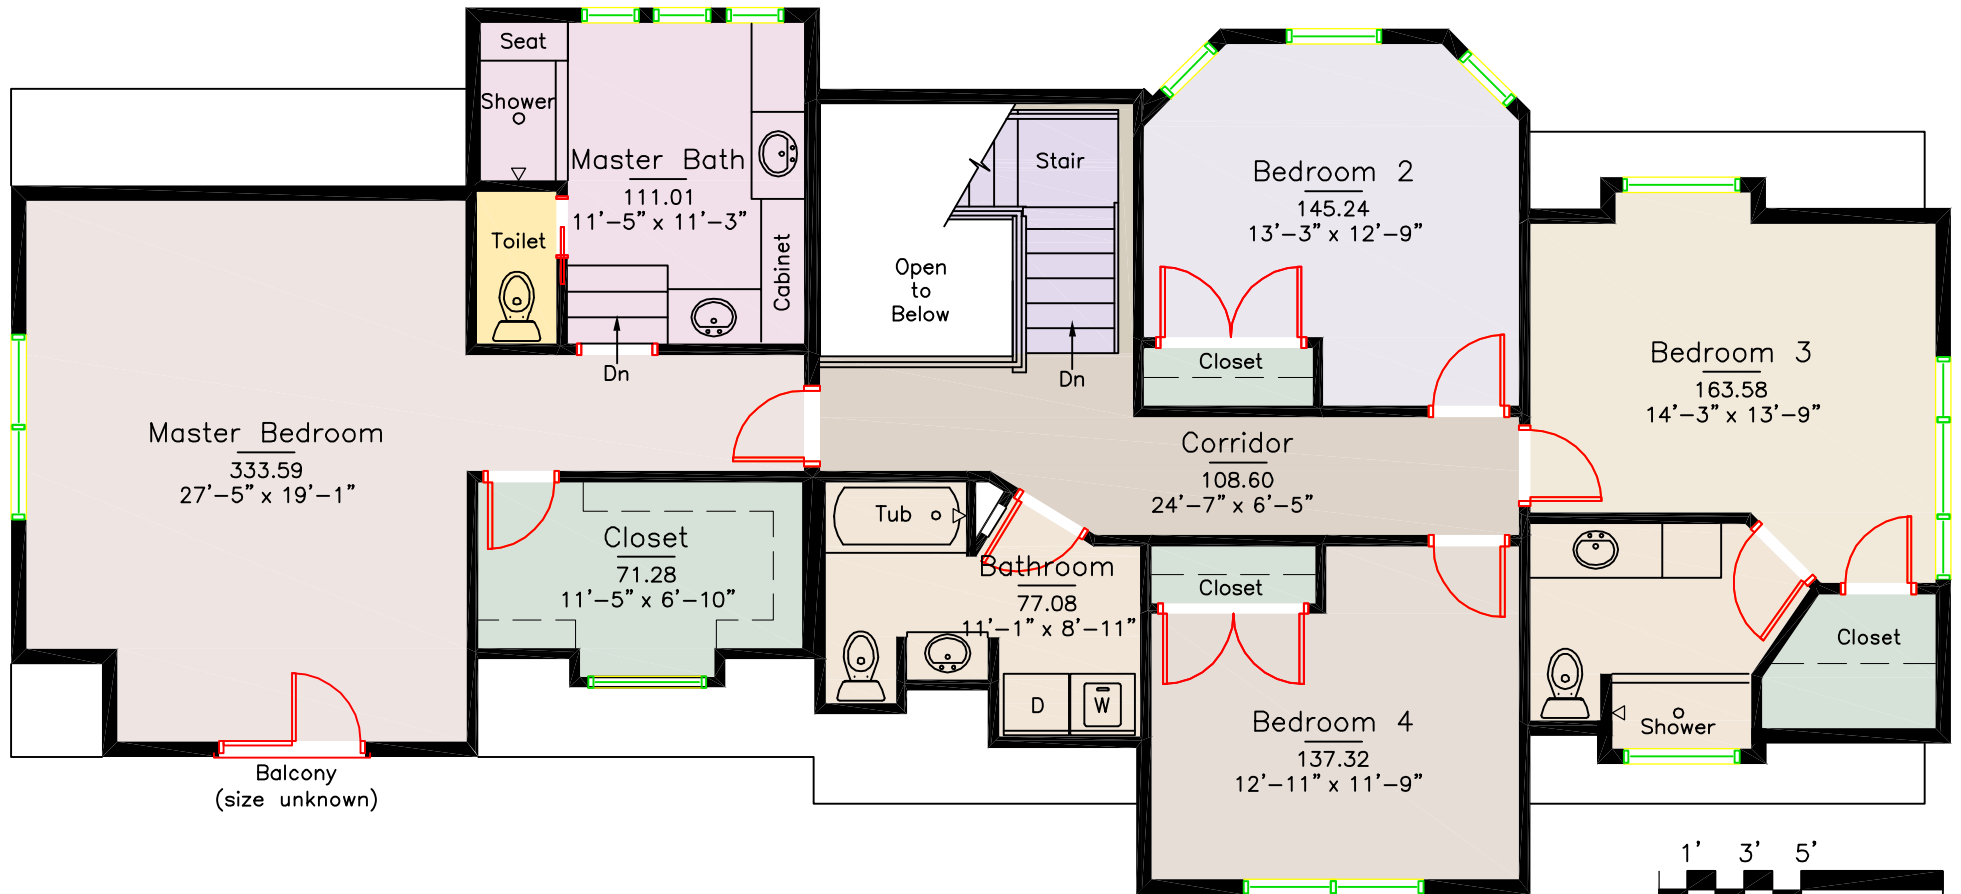 Seat
Shower
Master Bath
111.01
11'-5" x 11'-3"
Toilet
Cabinet
Dn
Stair
Open
to
Below
Dn
Bedroom 2
145.24
13'-3" x 12'-9"
Closet
Bedroom 3
163.58
14'-3" x 13'-9"
Master Bedroom
333.59
27'-5" x 19'-1"
Corridor
108.60
24'-7" x 6'-5"
Closet
71.28
11'-5" x 6'-10"
Tub
Bathroom
77.08
11'-1" x 8'-11"
D
W
Closet
Bedroom 4
137.32
12'-11" x 11'-9"
Closet
Shower
Balcony
(size unknown)
1' 3' 5'